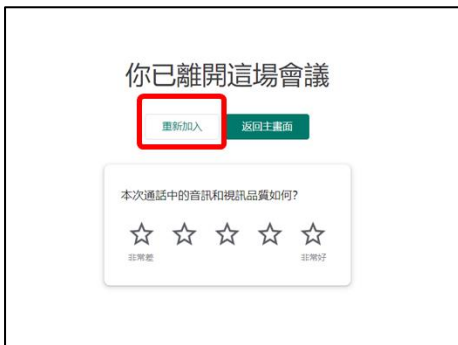 你已離開這場會議
重新加入 返回主畫面
本次通話中的音訊和視訊品質如何?
非常差 非常好